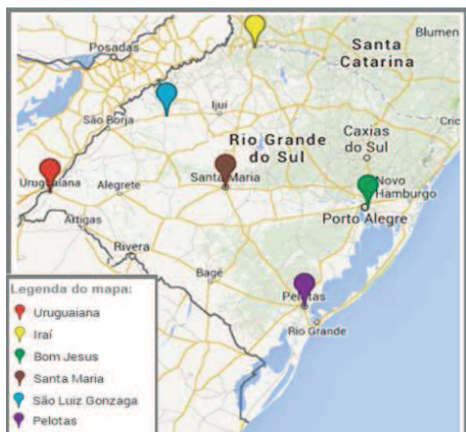 Posadas
Blumen
Santa
Catarina
São Borja
Ijuí
Cric
Rio Grande
do Sul
Caxias
do Sul
Uruguaiana
Alegrete
Santa Maria
Novo
Hamburgo
Porto Alegre
Artigas
Rivera
Bagé
Pelotas
Rio Grande
Legenda do mapa:
Uruguaiana
Iraí
Bom Jesus
Santa Maria
São Luiz Gonzaga
Pelotas